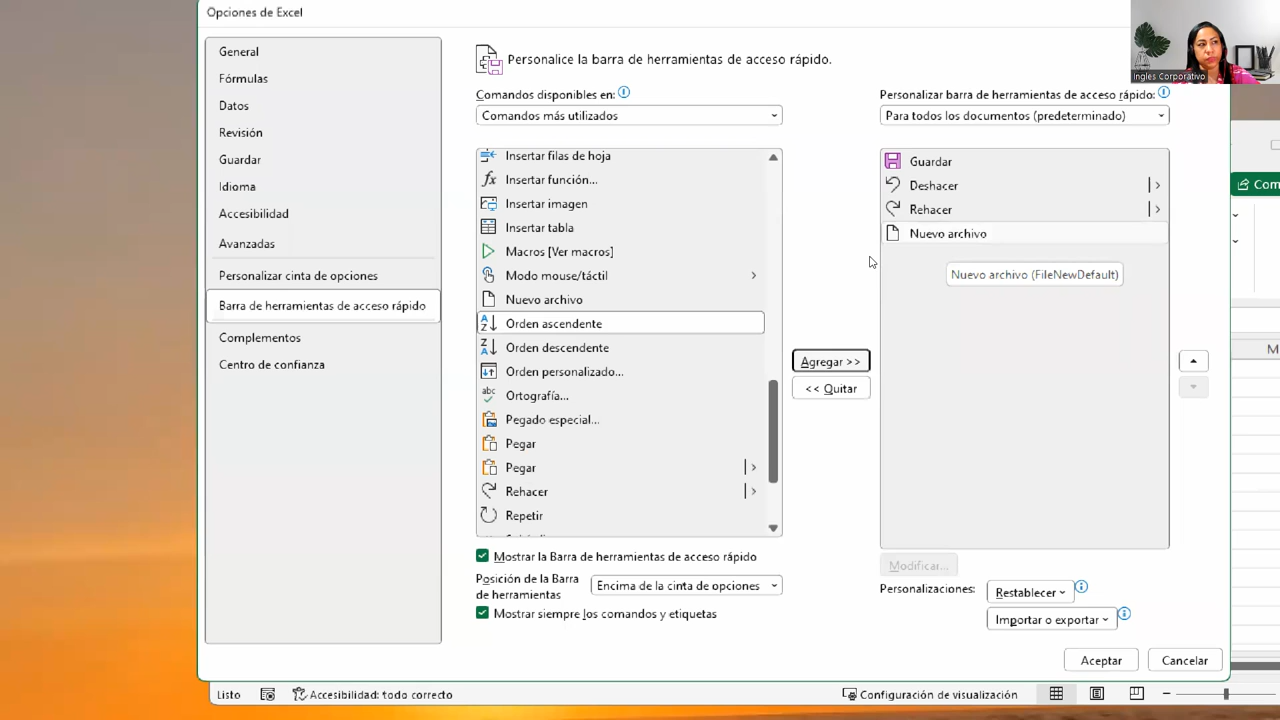 Opciones de Excel
Ingles Corporativo
General
Fórmulas
Datos
Revisión
Guardar
Idioma
Accesibilidad
Avanzadas
Personalizar cinta de opciones
Barra de herramientas de acceso rápido
Complementos
Centro de confianza
Personalice la barra de herramientas de acceso rápido.
Comandos disponibles en:
Comandos más utilizados
Insertar filas de hoja
Insertar función...
Insertar imagen
Insertar tabla
Macros [Ver macros]
Modo mouse/táctil
Nuevo archivo
Orden ascendente
Orden descendente
Orden personalizado...
Ortografía...
Pegado especial...
Pegar
Pegar
Rehacer
Repetir
Agregar >>
<< Quitar
Personalizar barra de herramientas de acceso rápido:
Para todos los documentos (predeterminado)
Guardar
Deshacer
Rehacer
Nuevo archivo
Nuevo archivo (FileNewDefault)
Modificar...
Personalizaciones:
Restablecer
Importar o exportar
Mostrar la Barra de herramientas de acceso rápido
Posición de la Barra
de herramientas
Encima de la cinta de opciones
Mostrar siempre los comandos y etiquetas
Aceptar
Cancelar
Com
M
Listo
Accesibilidad: todo correcto
Configuración de visualización